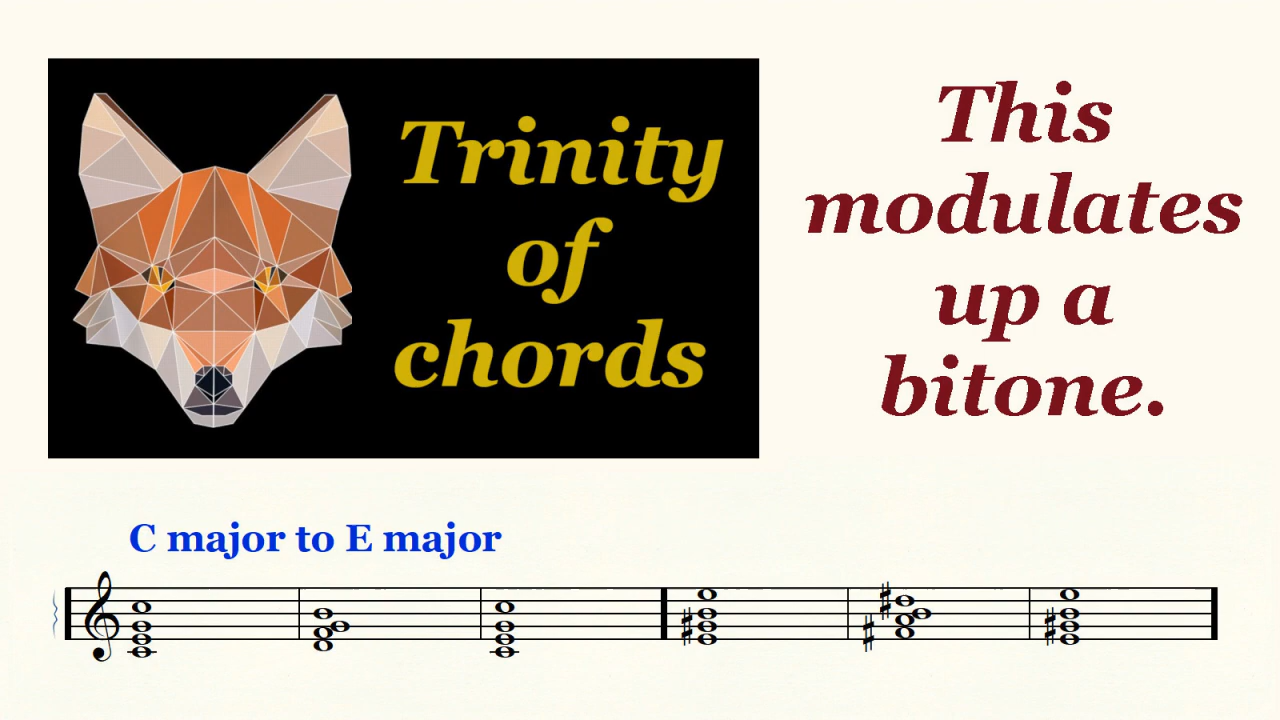 Trinity
of
chords
This
modulates
up a
bitone.
C major to E major